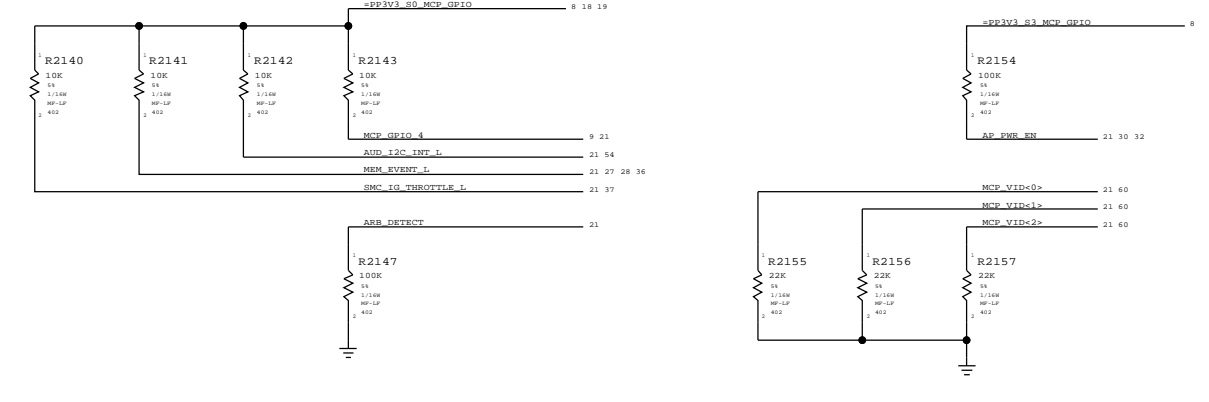 =PP3V3_S0_MCP_GPIO 8 18 19
=PP3V3_S3_MCP_GPIO 8
1 R2140
10K
5%
1/16W
MF-LF
2 402
1 R2141
10K
5%
1/16W
MF-LF
2 402
1 R2142
10K
5%
1/16W
MF-LF
2 402
1 R2143
10K
5%
1/16W
MF-LF
2 402
1 R2154
100K
5%
1/16W
MF-LF
2 402
MCP_GPIO_4 9 21
AUD_I2C_INT_L 21 54
MEM_EVENT_L 21 27 28 36
SMC_IG_THROTTLE_L 21 37
AP_PWR_EN 21 30 32
MCP_VID<0> 21 60
MCP_VID<1> 21 60
MCP_VID<2> 21 60
ARB_DETECT 21
1 R2147
100K
5%
1/16W
MF-LF
2 402
1 R2155
22K
5%
1/16W
MF-LF
2 402
1 R2156
22K
5%
1/16W
MF-LF
2 402
1 R2157
22K
5%
1/16W
MF-LF
2 402